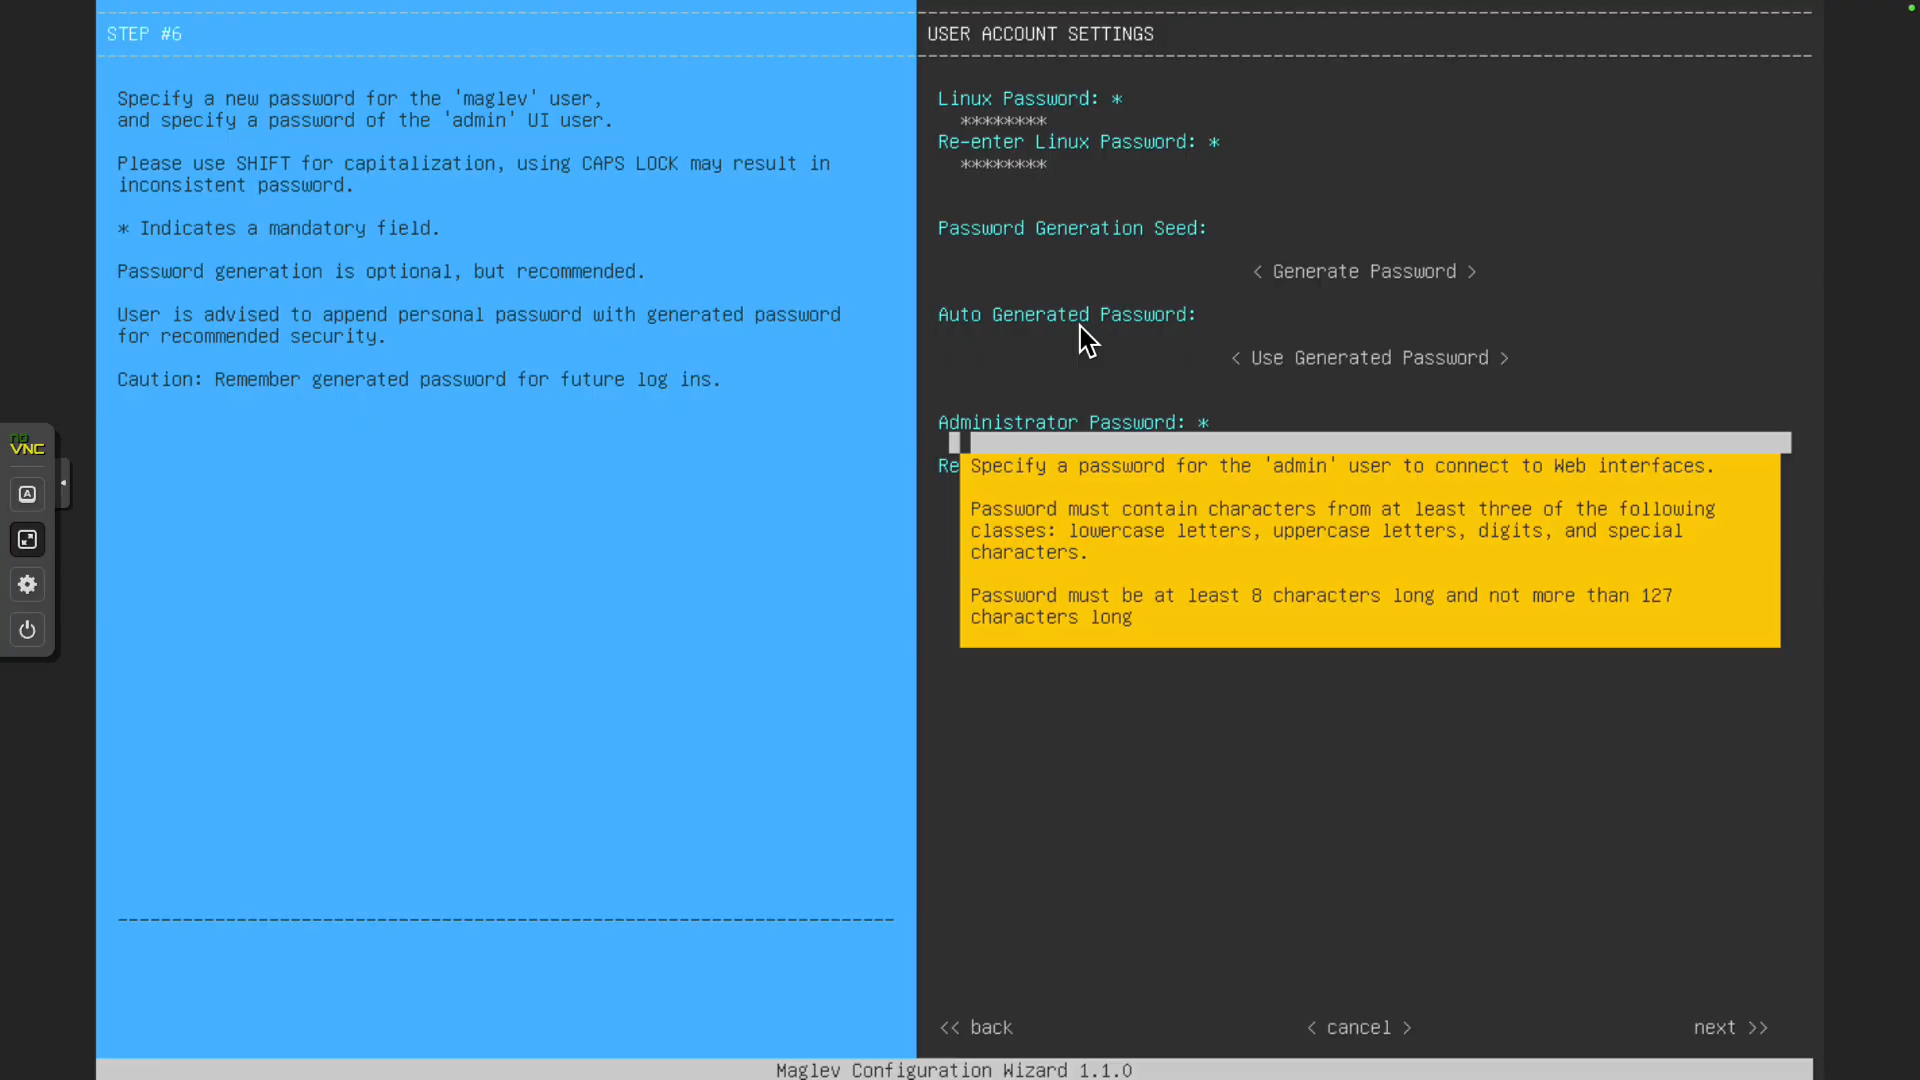 STEP #6
Specify a new password for the 'maglev' user,
and specify a password of the 'admin' UI user.
Please use SHIFT for capitalization, using CAPS LOCK may result in
inconsistent password.
* Indicates a mandatory field.
Password generation is optional, but recommended.
User is advised to append personal password with generated password
for recommended security.
Caution: Remember generated password for future log ins.
USER ACCOUNT SETTINGS
Linux Password: *
********
Re-enter Linux Password: *
********
Password Generation Seed:
< Generate Password >
Auto Generated Password:
< Use Generated Password >
Administrator Password: *
Re
Specify a password for the 'admin' user to connect to Web interfaces.
Password must contain characters from at least three of the following
classes: lowercase letters, uppercase letters, digits, and special
characters.
Password must be at least 8 characters long and not more than 127
characters long
<< back
< cancel >
next >>
Maglev Configuration Wizard 1.1.0
no
VNC
A